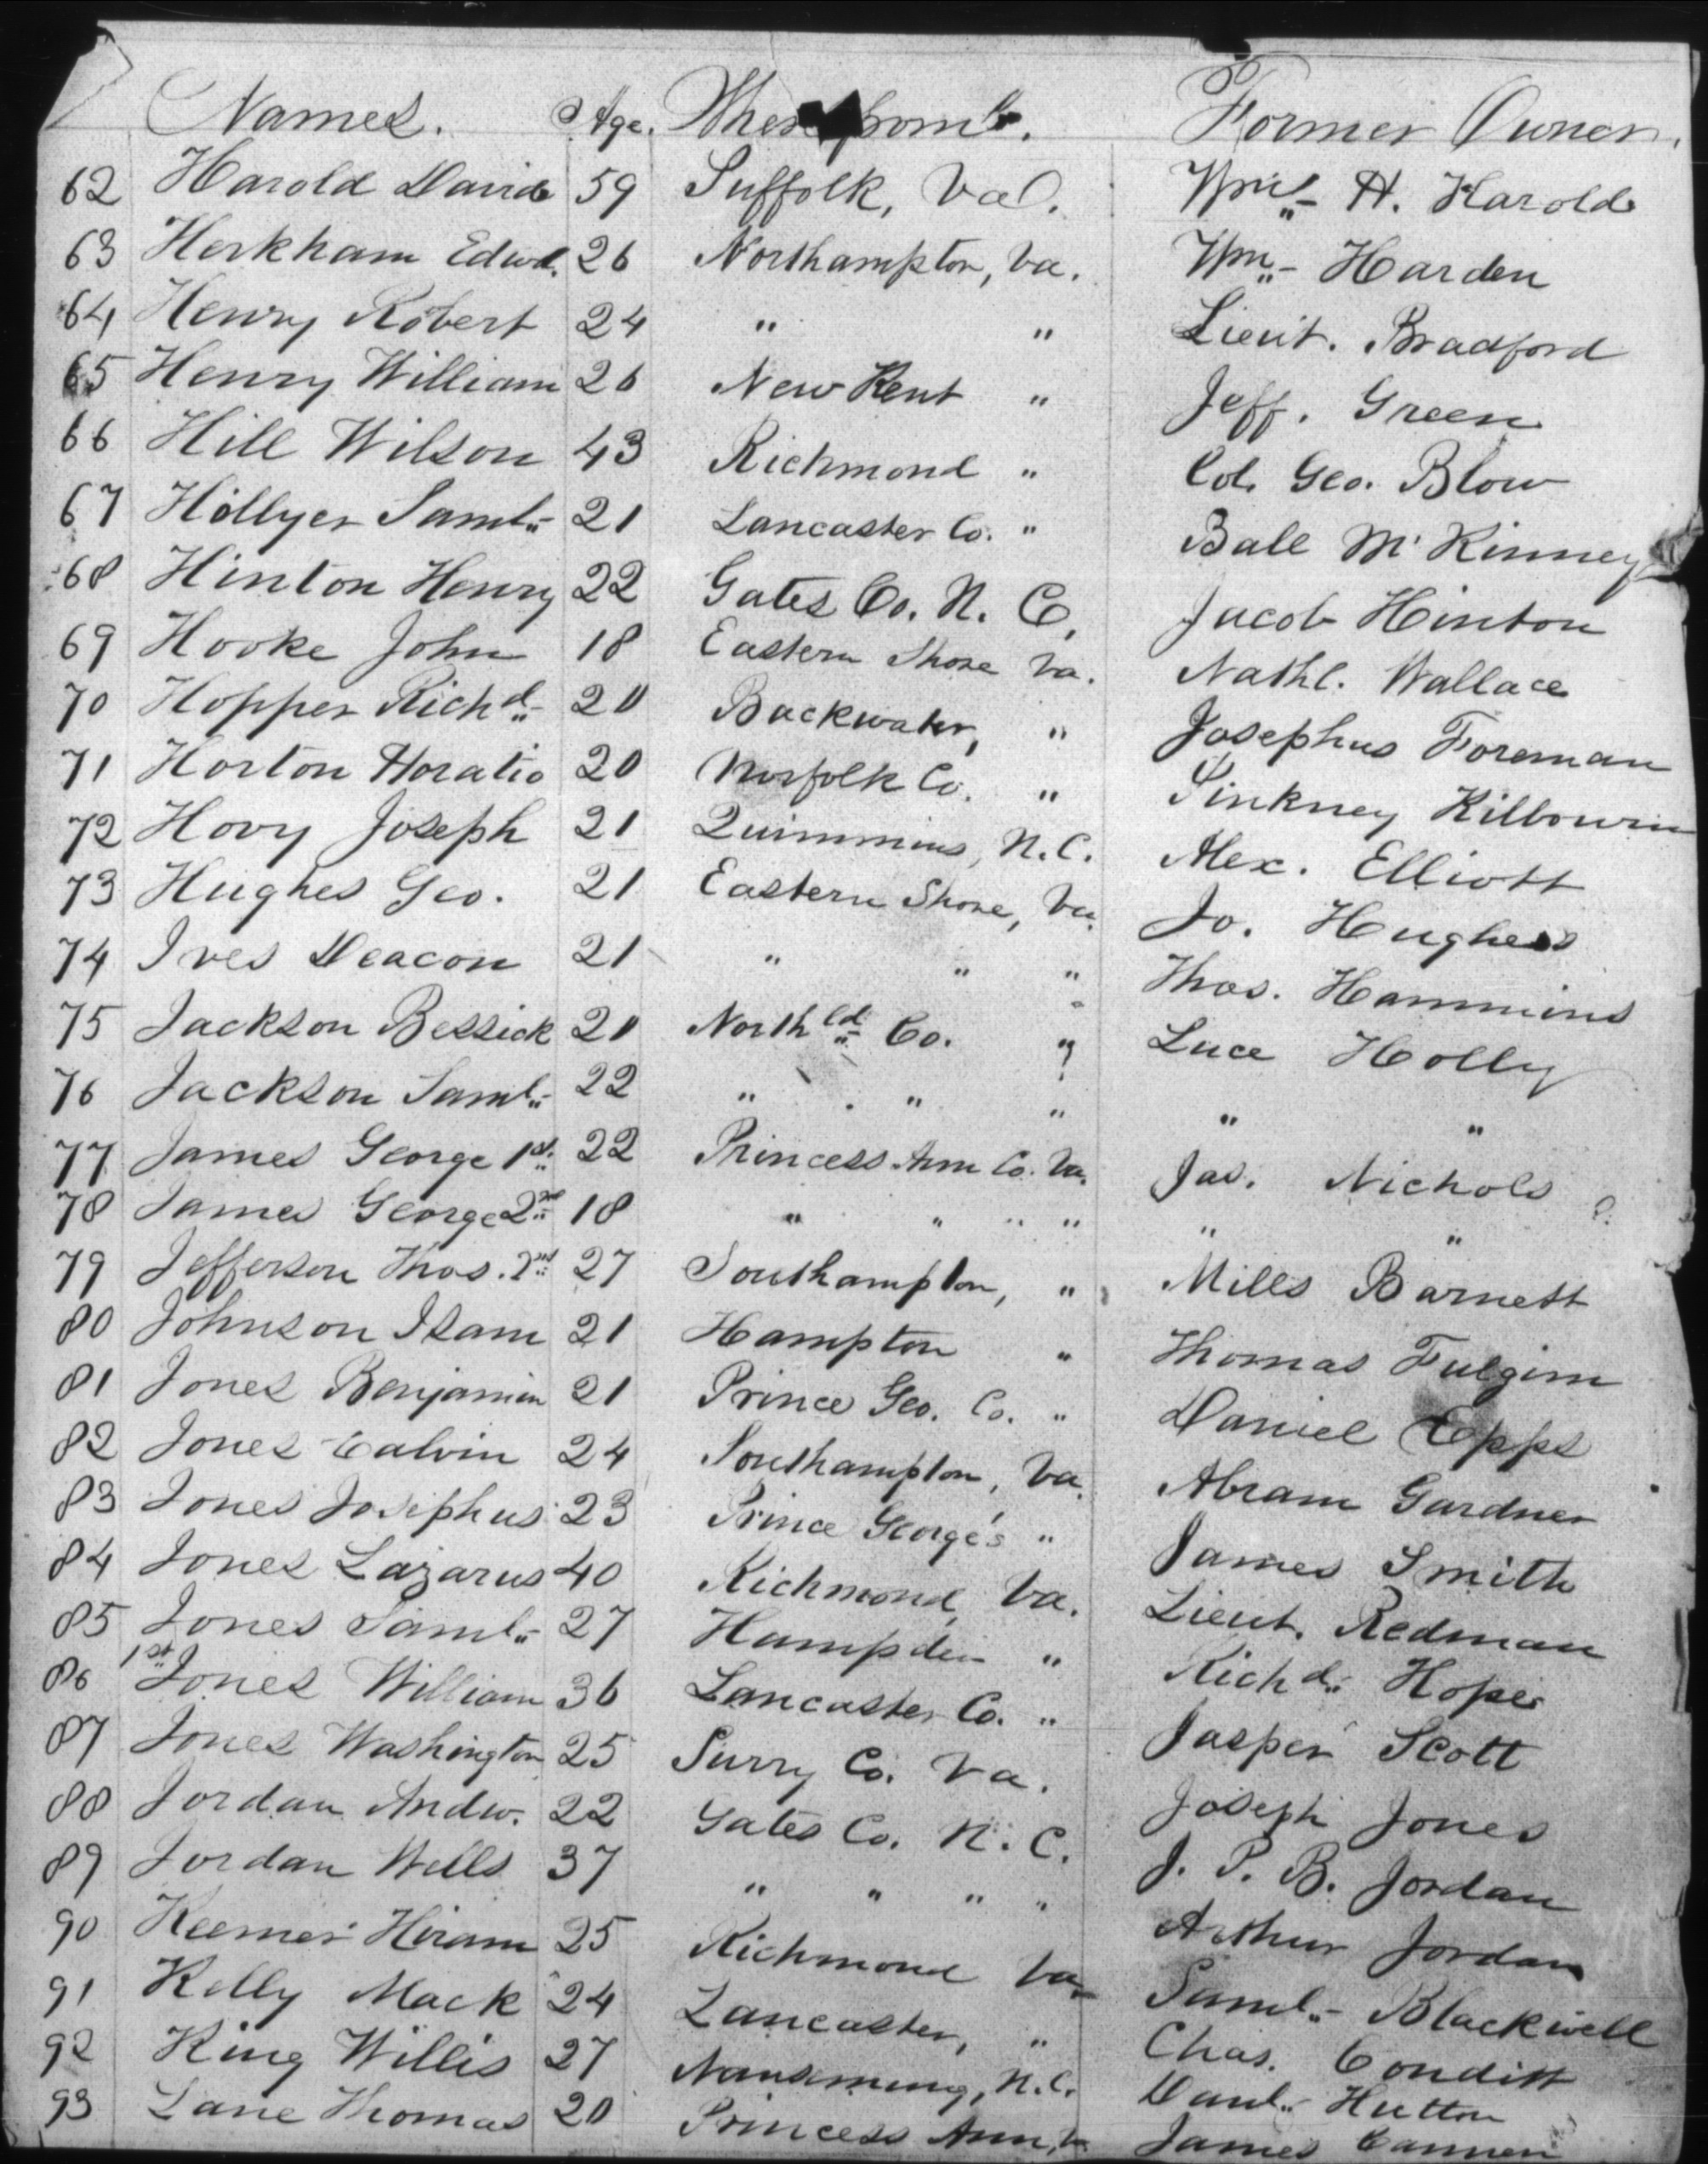 Names. Age. Where from. Former Owner.
62 Harold David 59 Suffolk, Va. Wm. H. Harold
63 Herkham Edwd. 26 Northampton, Va. Wm. Harden
64 Henry Robert 24 " " Lieut. Bradford
65 Henry William 26 New Kent " Jeff. Green
66 Hill Wilson 43 Richmond " Col. Geo. Blow
67 Hollyer Saml. 21 Lancaster Co. " Ball McKinney
68 Hinton Henry 22 Gates Co. N. C. Jacob Hinton
69 Hooke John 18 Eastern Shore Va. Nathl. Wallace
70 Hopper Richd. 20 Backwater, " Josephus Foreman
71 Horton Horatio 20 Norfolk Co. " Pinkney Kilbourn
72 Hovy Joseph 21 Quimmins, N.C. Alex. Elliott
73 Hughes Geo. 21 Eastern Shore, Va. Jo. Hughes
74 Ives Deacon 21 " " " Thos. Hammins
75 Jackson Bessick 21 Northld. Co. " Luce Holly
76 Jackson Saml. 22 " " " " "
77 James George 1st. 22 Princess Ann Co. Va. Jas. Nichols
78 James George 2nd 18 " " " " " "
79 Jefferson Thos. 2nd 27 Southampton, " Mills Barnett
80 Johnson Isam 21 Hampton " Thomas Fulgim
81 Jones Benjamin 21 Prince Geo. Co. " Daniel Epps
82 Jones Calvin 24 Southampton, Va. Abram Gardner
83 Jones Josephus 23 Prince George's " James Smith
84 Jones Lazarus 40 Richmond, Va. Lieut. Redman
85 Jones Saml. 27 Hampden " Richd. Hope
86 1st Jones William 36 Lancaster Co. " Jasper Scott
87 Jones Washington 25 Surry Co. Va. Joseph Jones
88 Jordan Andw. 22 Gates Co. N. C. J. P. B. Jordan
89 Jordan Wells 37 " " " " Arthur Jordan
90 Keemer Hiram 25 Richmond Va. Saml. Blackwell
91 Kelly Mack 24 Lancaster, " Chas. Conditt
92 King Willis 27 Nansemung, N.C. Danl. Hutton
93 Lane Thomas 20 Princess Ann, V. James